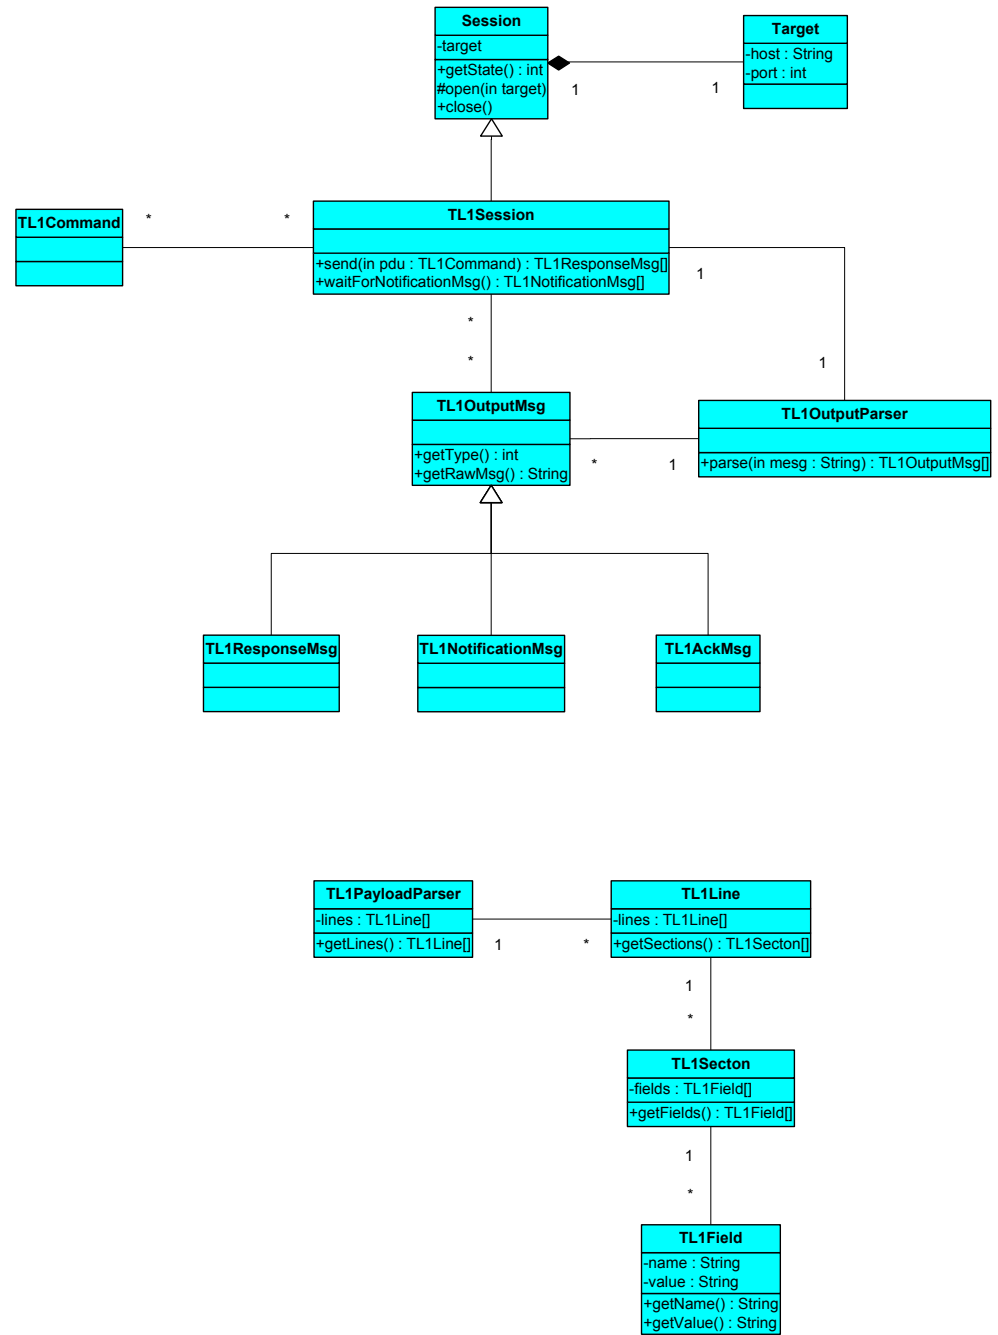 Session
-target
+getState() : int
#open(in target)
+close()
Target
-host : String
-port : int
1
1
TL1Command
*
*
TL1Session
+send(in pdu : TL1Command) : TL1ResponseMsg[]
+waitForNotificationMsg() : TL1NotificationMsg[]
1
*
*
1
TL1OutputMsg
+getType() : int
+getRawMsg() : String
*
1
TL1OutputParser
+parse(in mesg : String) : TL1OutputMsg[]
TL1ResponseMsg
TL1NotificationMsg
TL1AckMsg
TL1PayloadParser
-lines : TL1Line[]
+getLines() : TL1Line[]
1
*
TL1Line
-lines : TL1Line[]
+getSections() : TL1Secton[]
1
*
TL1Secton
-fields : TL1Field[]
+getFields() : TL1Field[]
1
*
TL1Field
-name : String
-value : String
+getName() : String
+getValue() : String